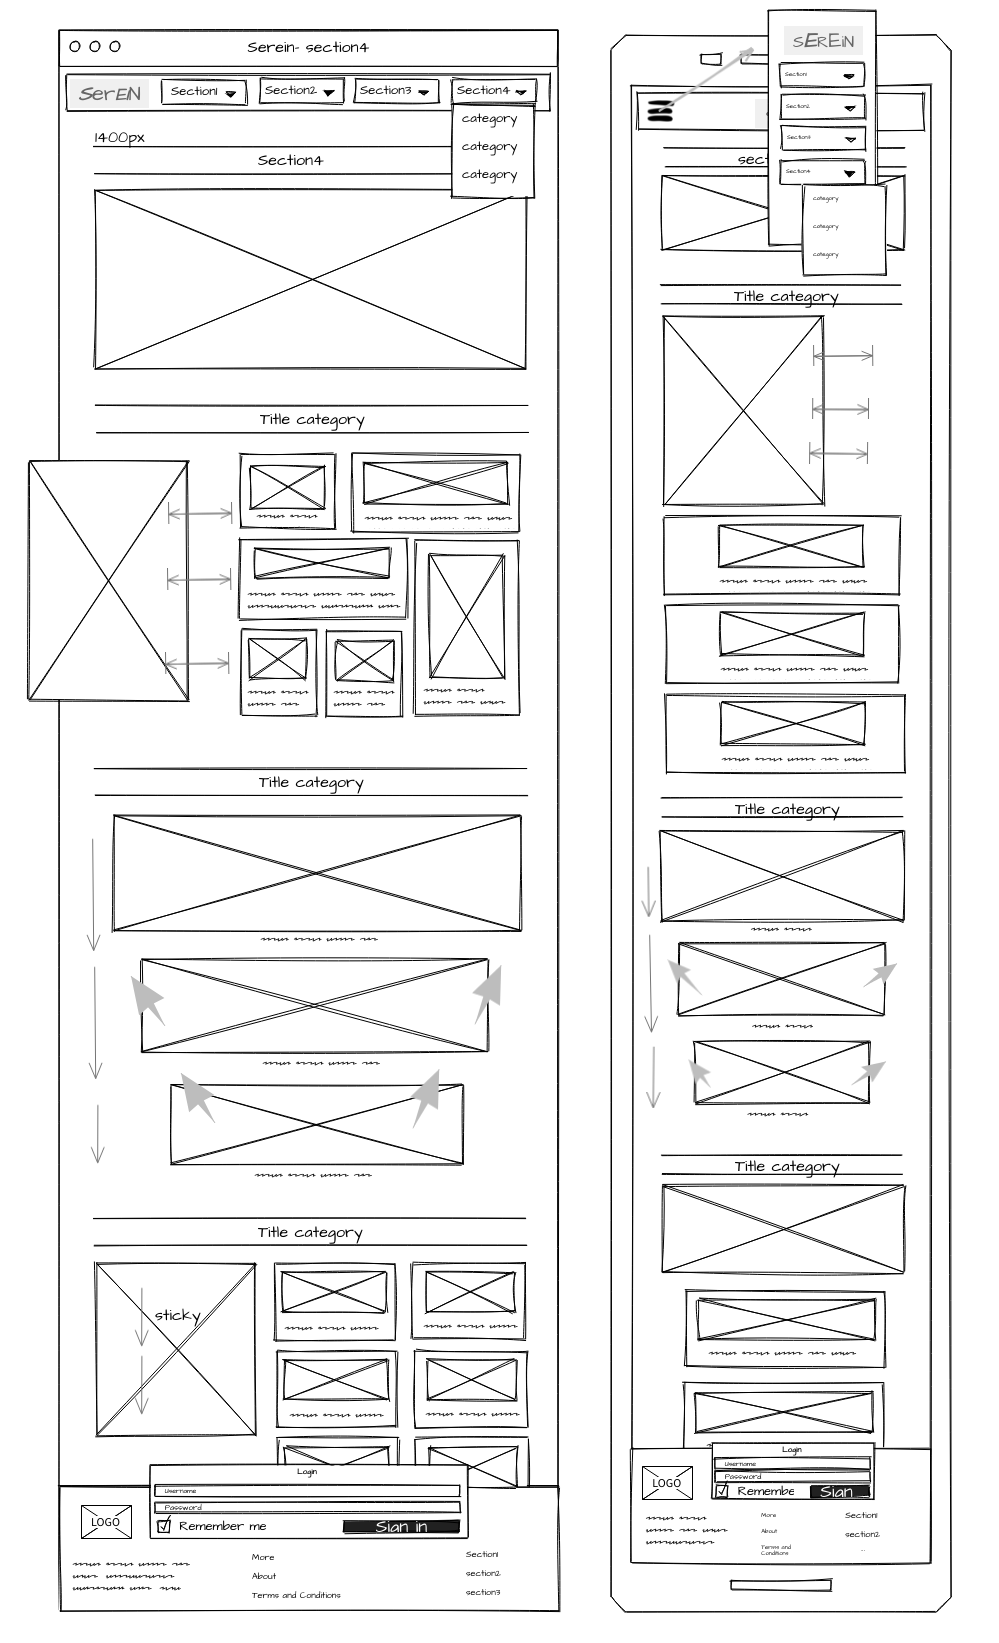 Serein- section4
SerEiN
Section1
Section2
Section3
Section4
category
category
category
1400px
Section4
Title category
Title category
Title category
sticky
Login
Username
Password
Remember me
Sign in
LOGO
More
About
Terms and Conditions
Section1
section2
section3
sEREiN
Section1
Section2
Section3
Section4
category
category
category
sect
Title category
Title category
Title category
Login
Username
Password
Remembe
Sign
LOGO
More
About
Terms and
Conditions
Section1
section2